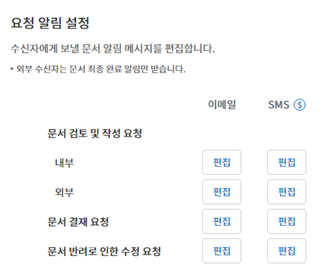 요청 알림 설정
수신자에게 보낼 문서 알림 메시지를 편집합니다.
* 외부 수신자는 문서 최종 완료 알림만 받습니다.
이메일 SMS $
문서 검토 및 작성 요청
내부 편집 편집
외부 편집 편집
문서 결재 요청 편집 편집
문서 반려로 인한 수정 요청 편집 편집